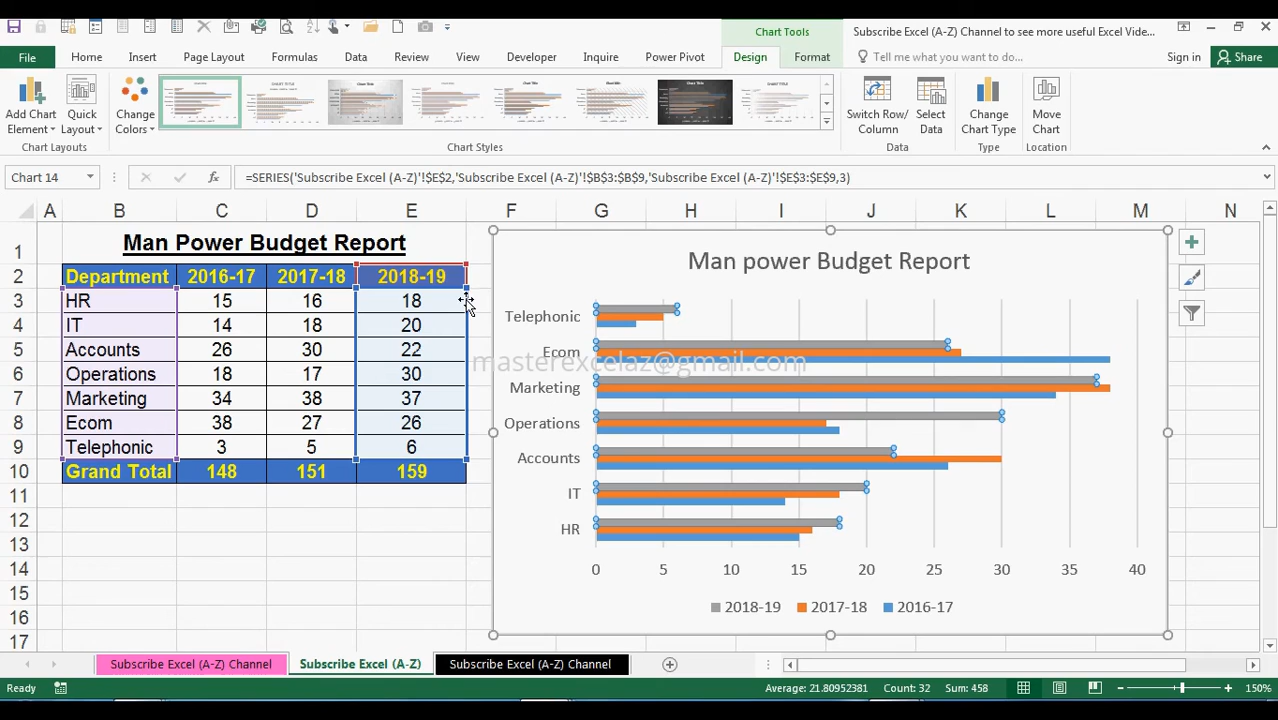 Chart Tools
Subscribe Excel (A-Z) Channel to see more useful Excel Vide...
File Home Insert Page Layout Formulas Data Review View Developer Inquire Power Pivot Design Format Tell me what you want to do... Sign in Share
Add Chart Element
Quick Layout
Change Colors
Switch Row/ Column
Select Data
Change Chart Type
Move Chart
Chart Layouts Chart Styles Data Type Location
Chart 14 fx =SERIES('Subscribe Excel (A-Z)'!$E$2,'Subscribe Excel (A-Z)'!$B$3:$B$9,'Subscribe Excel (A-Z)'!$E$3:$E$9,3)
A B C D E F G H I J K L M N
1 Man Power Budget Report
2 Department 2016-17 2017-18 2018-19
3 HR 15 16 18
4 IT 14 18 20
5 Accounts 26 30 22
6 Operations 18 17 30
7 Marketing 34 38 37
8 Ecom 38 27 26
9 Telephonic 3 5 6
10 Grand Total 148 151 159
11
12
13
14
15
16
17
Man power Budget Report
Telephonic
Ecom
masterexcelaz@gmail.com
Marketing
Operations
Accounts
IT
HR
0 5 10 15 20 25 30 35 40
2018-19 2017-18 2016-17
Subscribe Excel (A-Z) Channel Subscribe Excel (A-Z) Subscribe Excel (A-Z) Channel
Ready Average: 21.80952381 Count: 32 Sum: 458 150%